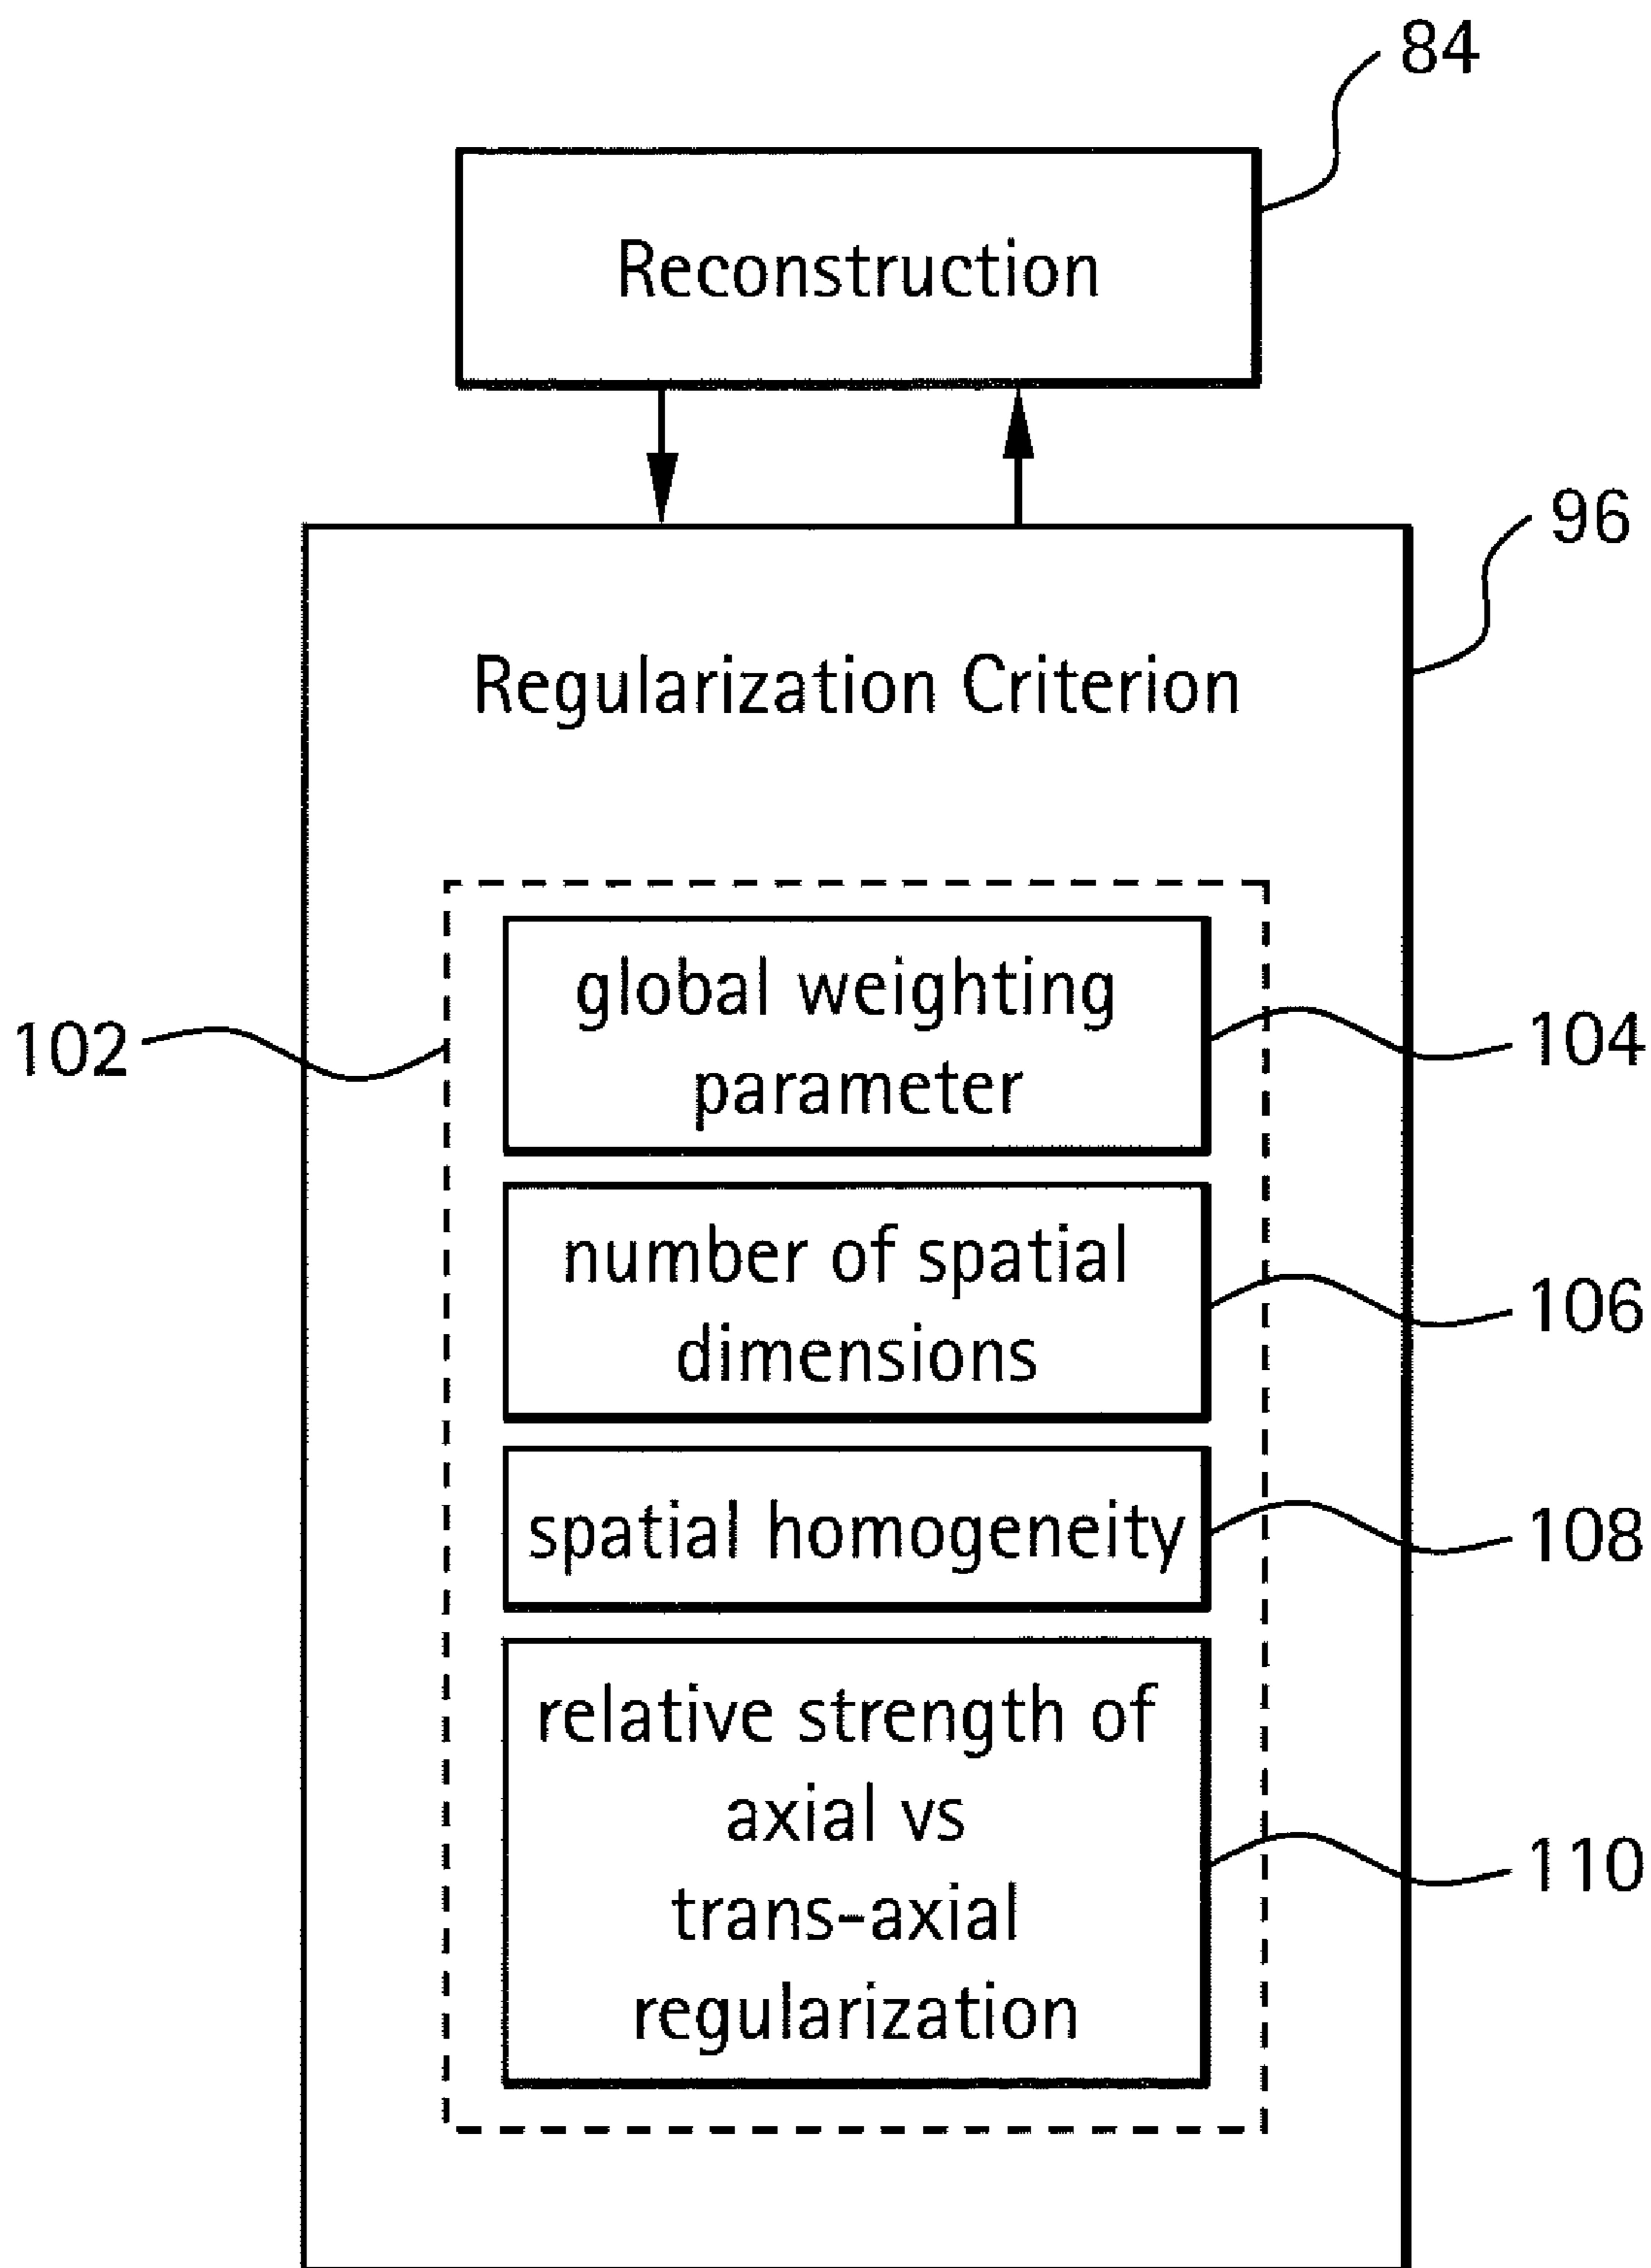 84
Reconstruction
96
Regularization Criterion
global weighting
parameter
102
104
number of spatial
dimensions
106
spatial homogeneity
108
relative strength of
axial vs
trans-axial
regularization
110